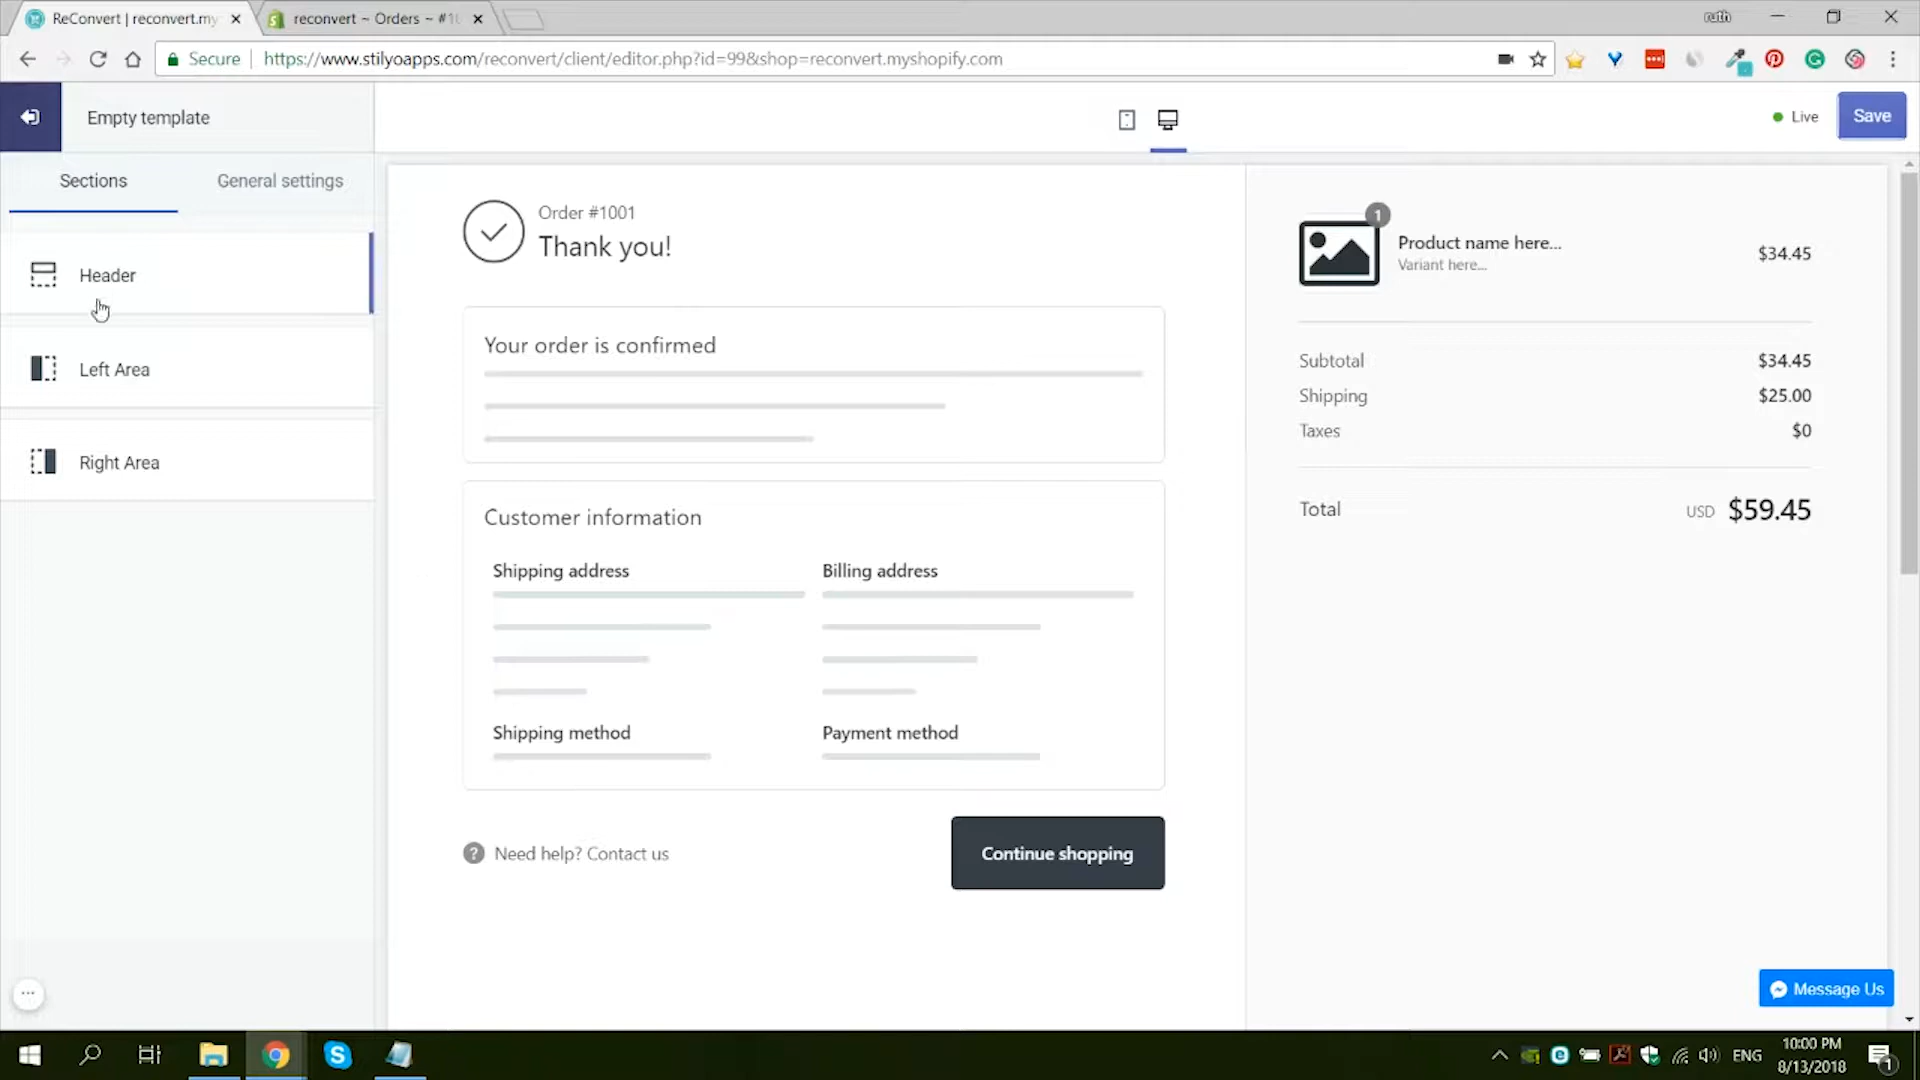 ReConvert | reconvert.my
reconvert ~ Orders ~ #10
ruth
Secure
https://www.stilyoapps.com/reconvert/client/editor.php?id=99&shop=reconvert.myshopify.com
Empty template
Live
Save
Sections
General settings
Header
Left Area
Right Area
Order #1001
Thank you!
Your order is confirmed
Customer information
Shipping address
Billing address
Shipping method
Payment method
? Need help? Contact us
Continue shopping
1
Product name here...
Variant here...
$34.45
Subtotal
$34.45
Shipping
$25.00
Taxes
$0
Total
USD $59.45
Message Us
ENG
10:00 PM
8/13/2018
1